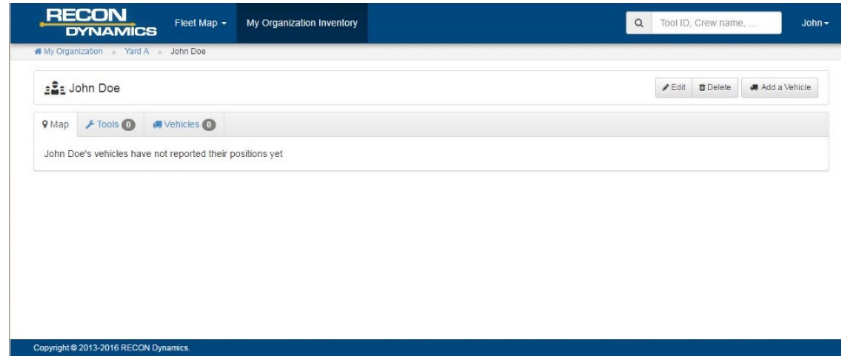 RECON
DYNAMICS
Fleet Map
My Organization Inventory
Tool ID, Crew name, ...
John
My Organization » Yard A » John Doe
John Doe
Edit
Delete
Add a Vehicle
Map
Tools 0
Vehicles 0
John Doe's vehicles have not reported their positions yet
Copyright © 2013-2016 RECON Dynamics.